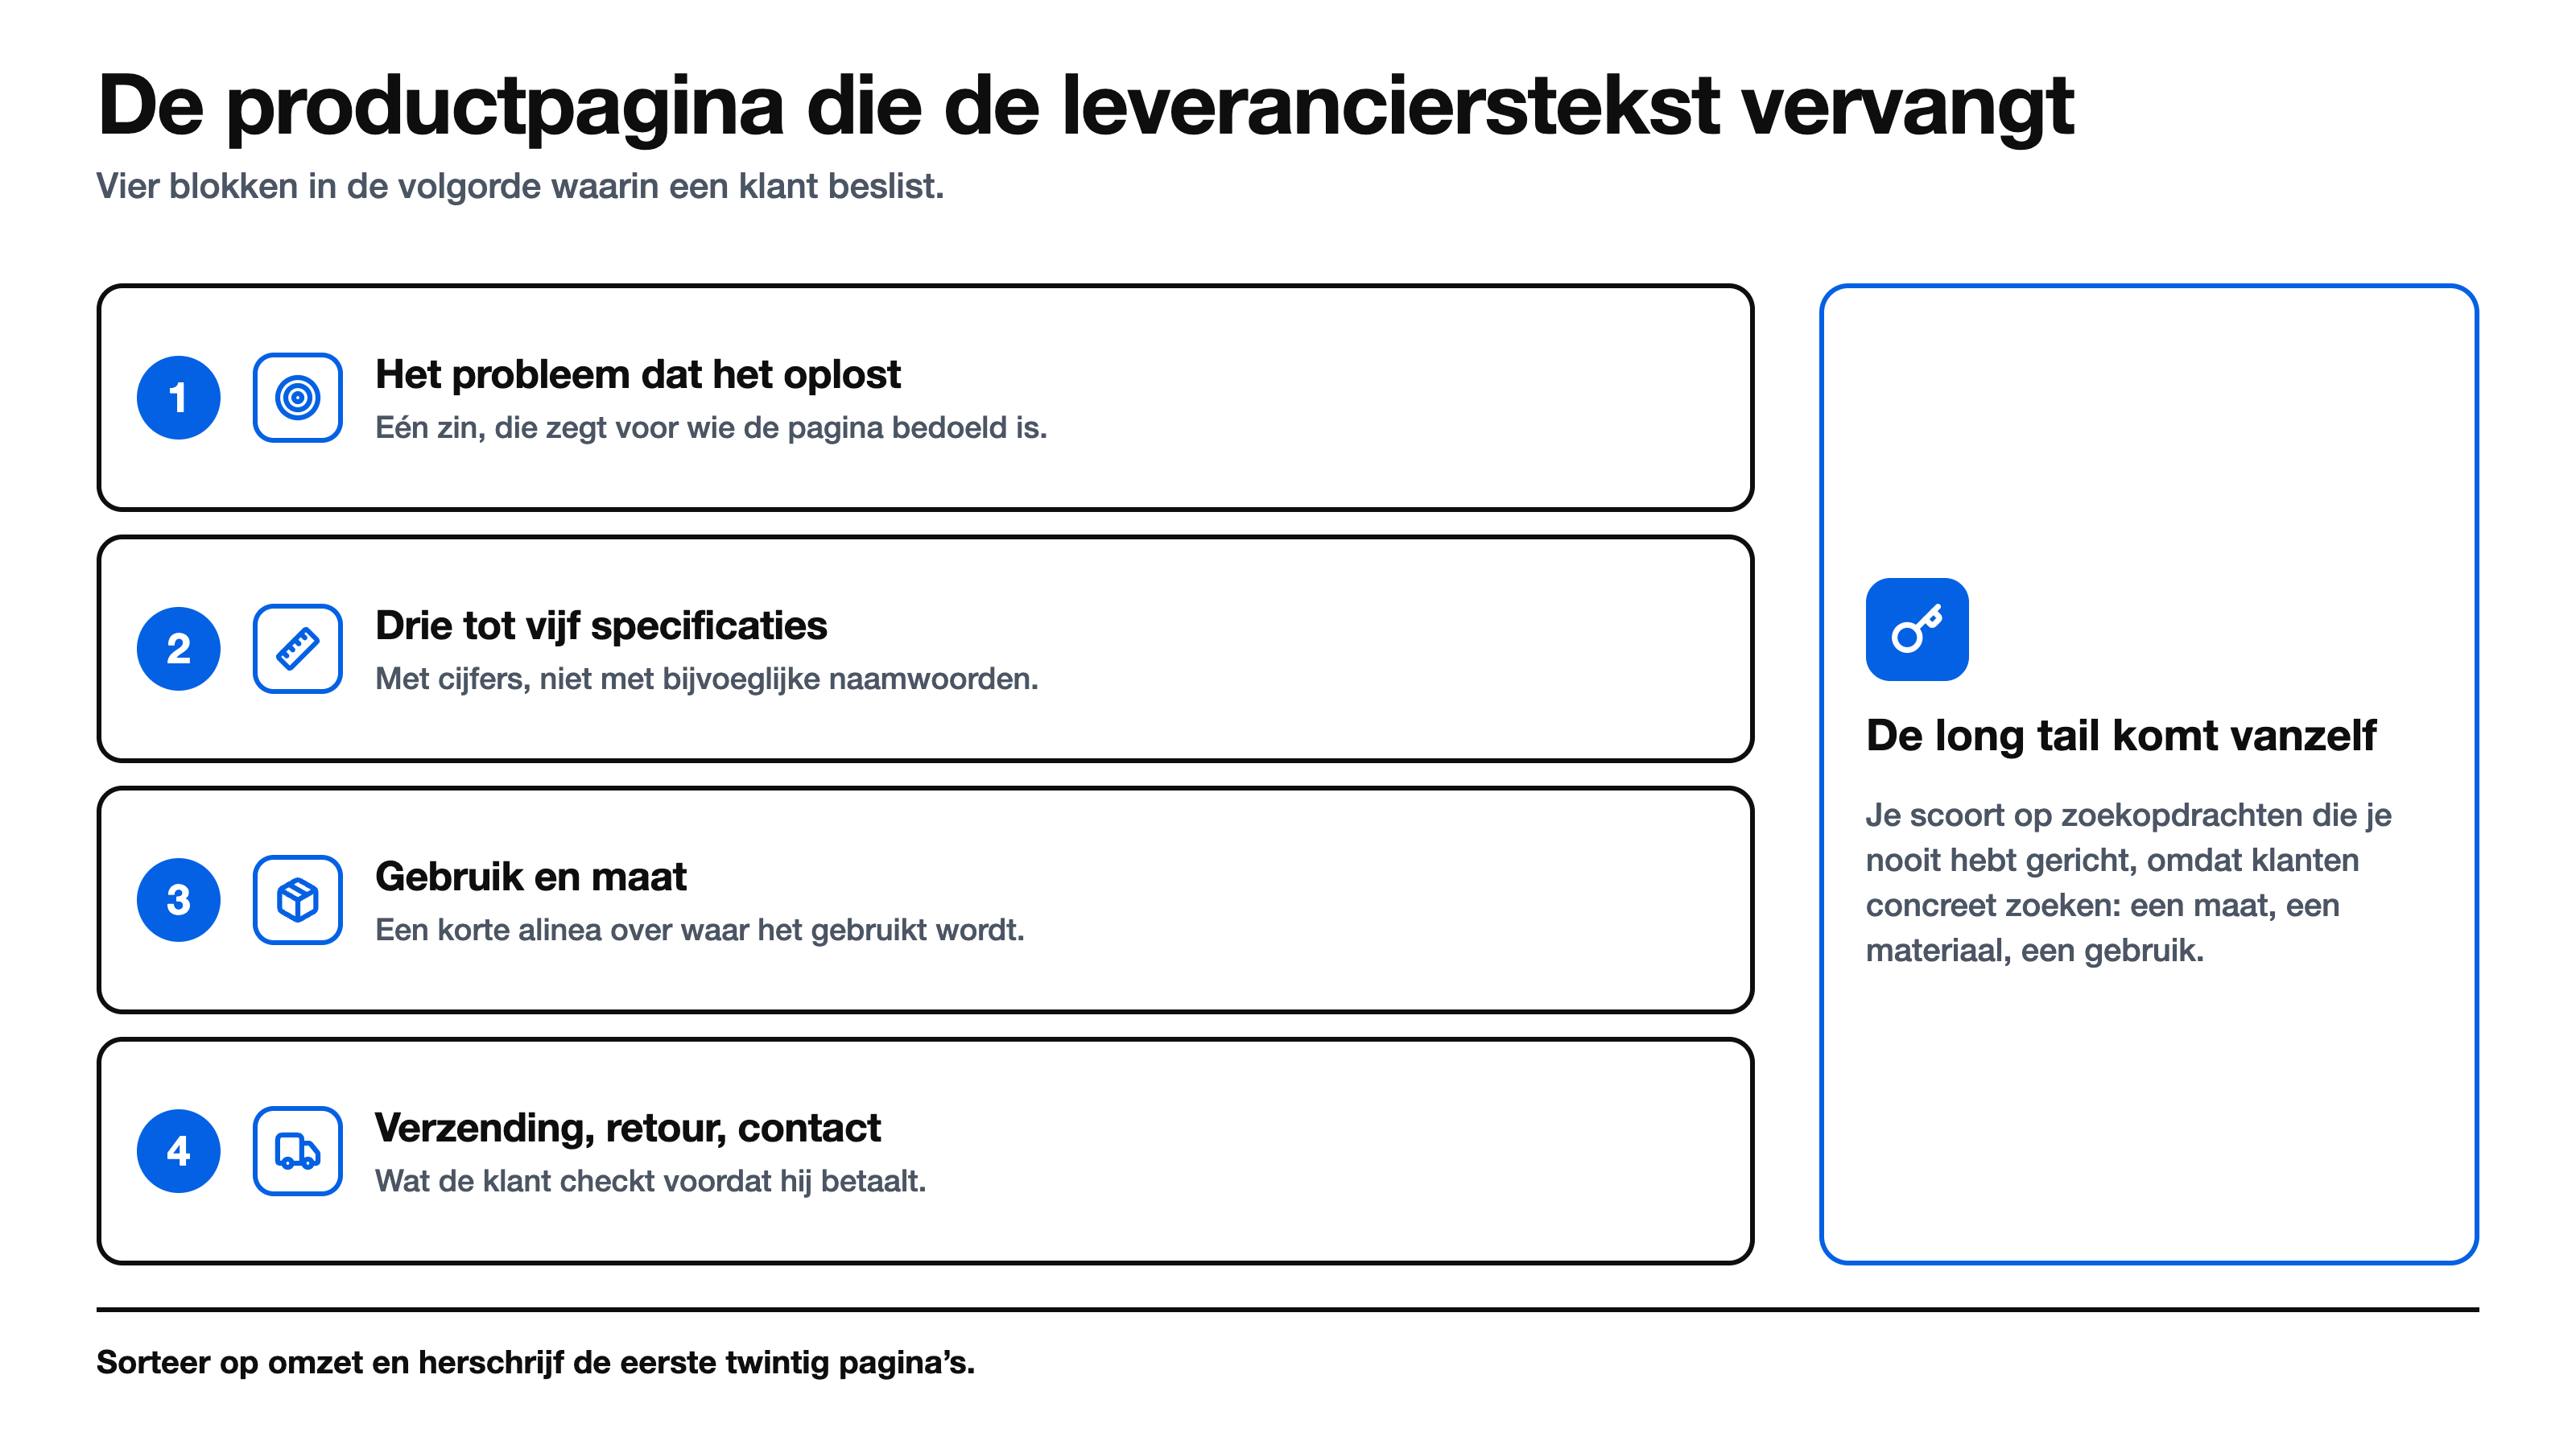 De productpagina die de leverancierstekst vervangt
Vier blokken in de volgorde waarin een klant beslist.
1
Het probleem dat het oplost
Eén zin, die zegt voor wie de pagina bedoeld is.
2
Drie tot vijf specificaties
Met cijfers, niet met bijvoeglijke naamwoorden.
3
Gebruik en maat
Een korte alinea over waar het gebruikt wordt.
4
Verzending, retour, contact
Wat de klant checkt voordat hij betaalt.
De long tail komt vanzelf
Je scoort op zoekopdrachten die je
nooit hebt gericht, omdat klanten
concreet zoeken: een maat, een
materiaal, een gebruik.
Sorteer op omzet en herschrijf de eerste twintig pagina’s.